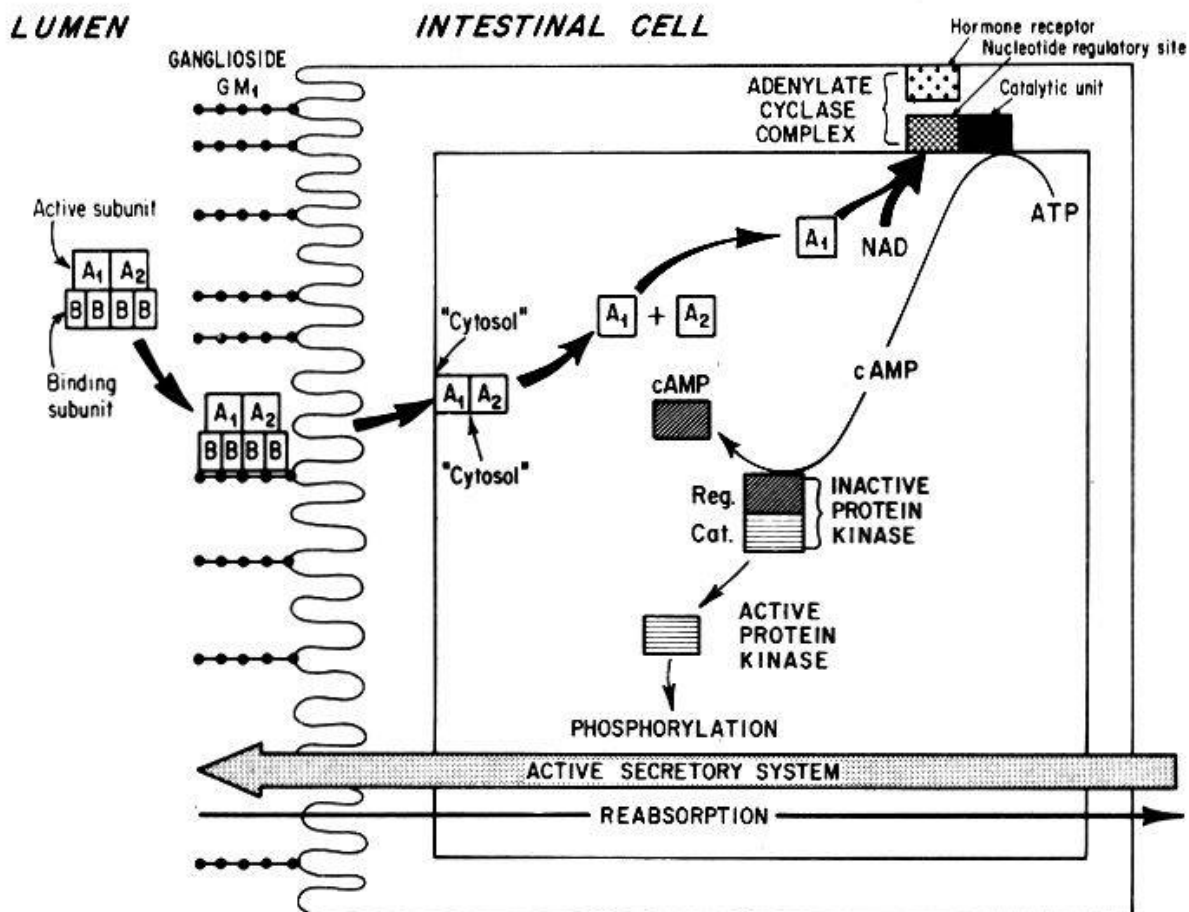 LUMEN
INTESTINAL CELL
Hormone receptor
Nucleotide regulatory site
Catalytic unit
GANGLIOSIDE
GM₁
ADENYLATE
CYCLASE
COMPLEX
Active subunit
A₁ A₂
B B B B
Binding
subunit
ATP
A₁
NAD
A₁ + A₂
"Cytosol"
A₁ A₂
"Cytosol"
A₁ A₂
B B B B
cAMP
cAMP
Reg.
Cat.
INACTIVE
PROTEIN
KINASE
ACTIVE
PROTEIN
KINASE
PHOSPHORYLATION
ACTIVE SECRETORY SYSTEM
REABSORPTION